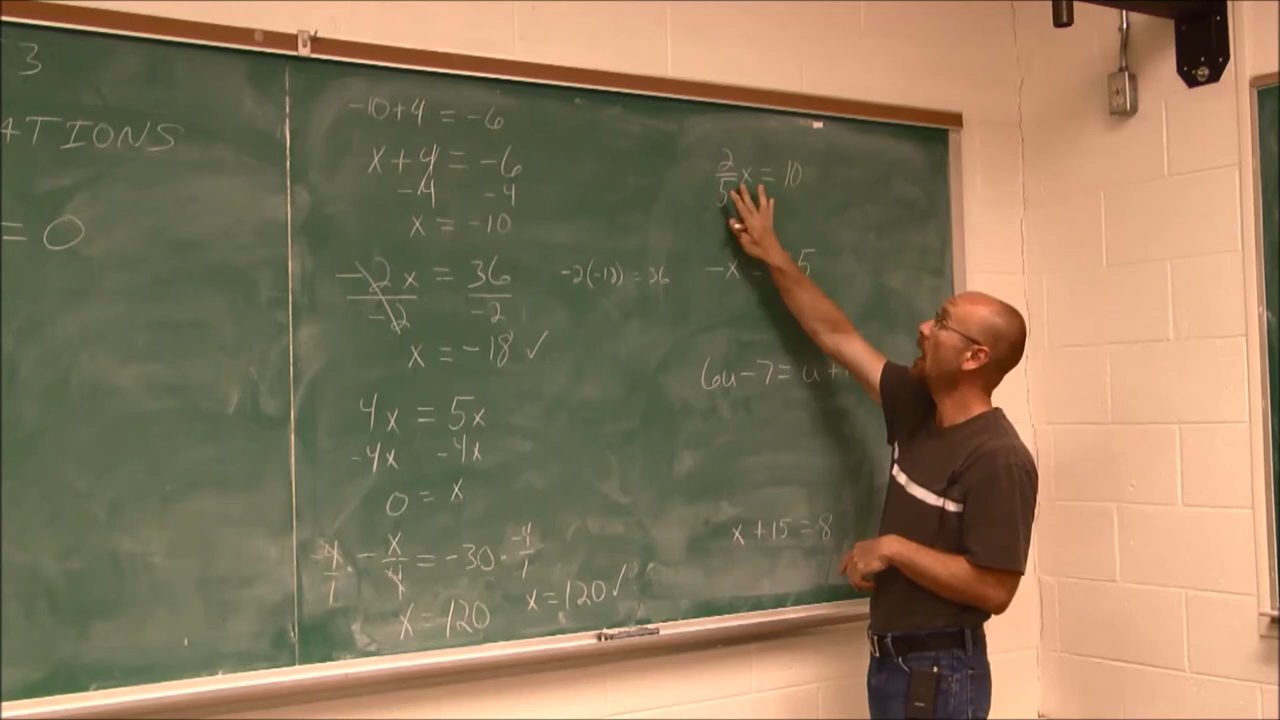 3
ATIONS
= 0
-10+4 = -6
x + 4 = -6
-4 -4
x = -10
-2x = 36
-2 -2
x = -18 ✓
-2(-18) = 36
4x = 5x
-4x -4x
0 = x
-4/1 · -x/4 = -30 · -4/1
x = 120
x = 120 ✓
2/5 x = 10
-x = 5
6u - 7 = u +
x + 15 = 8